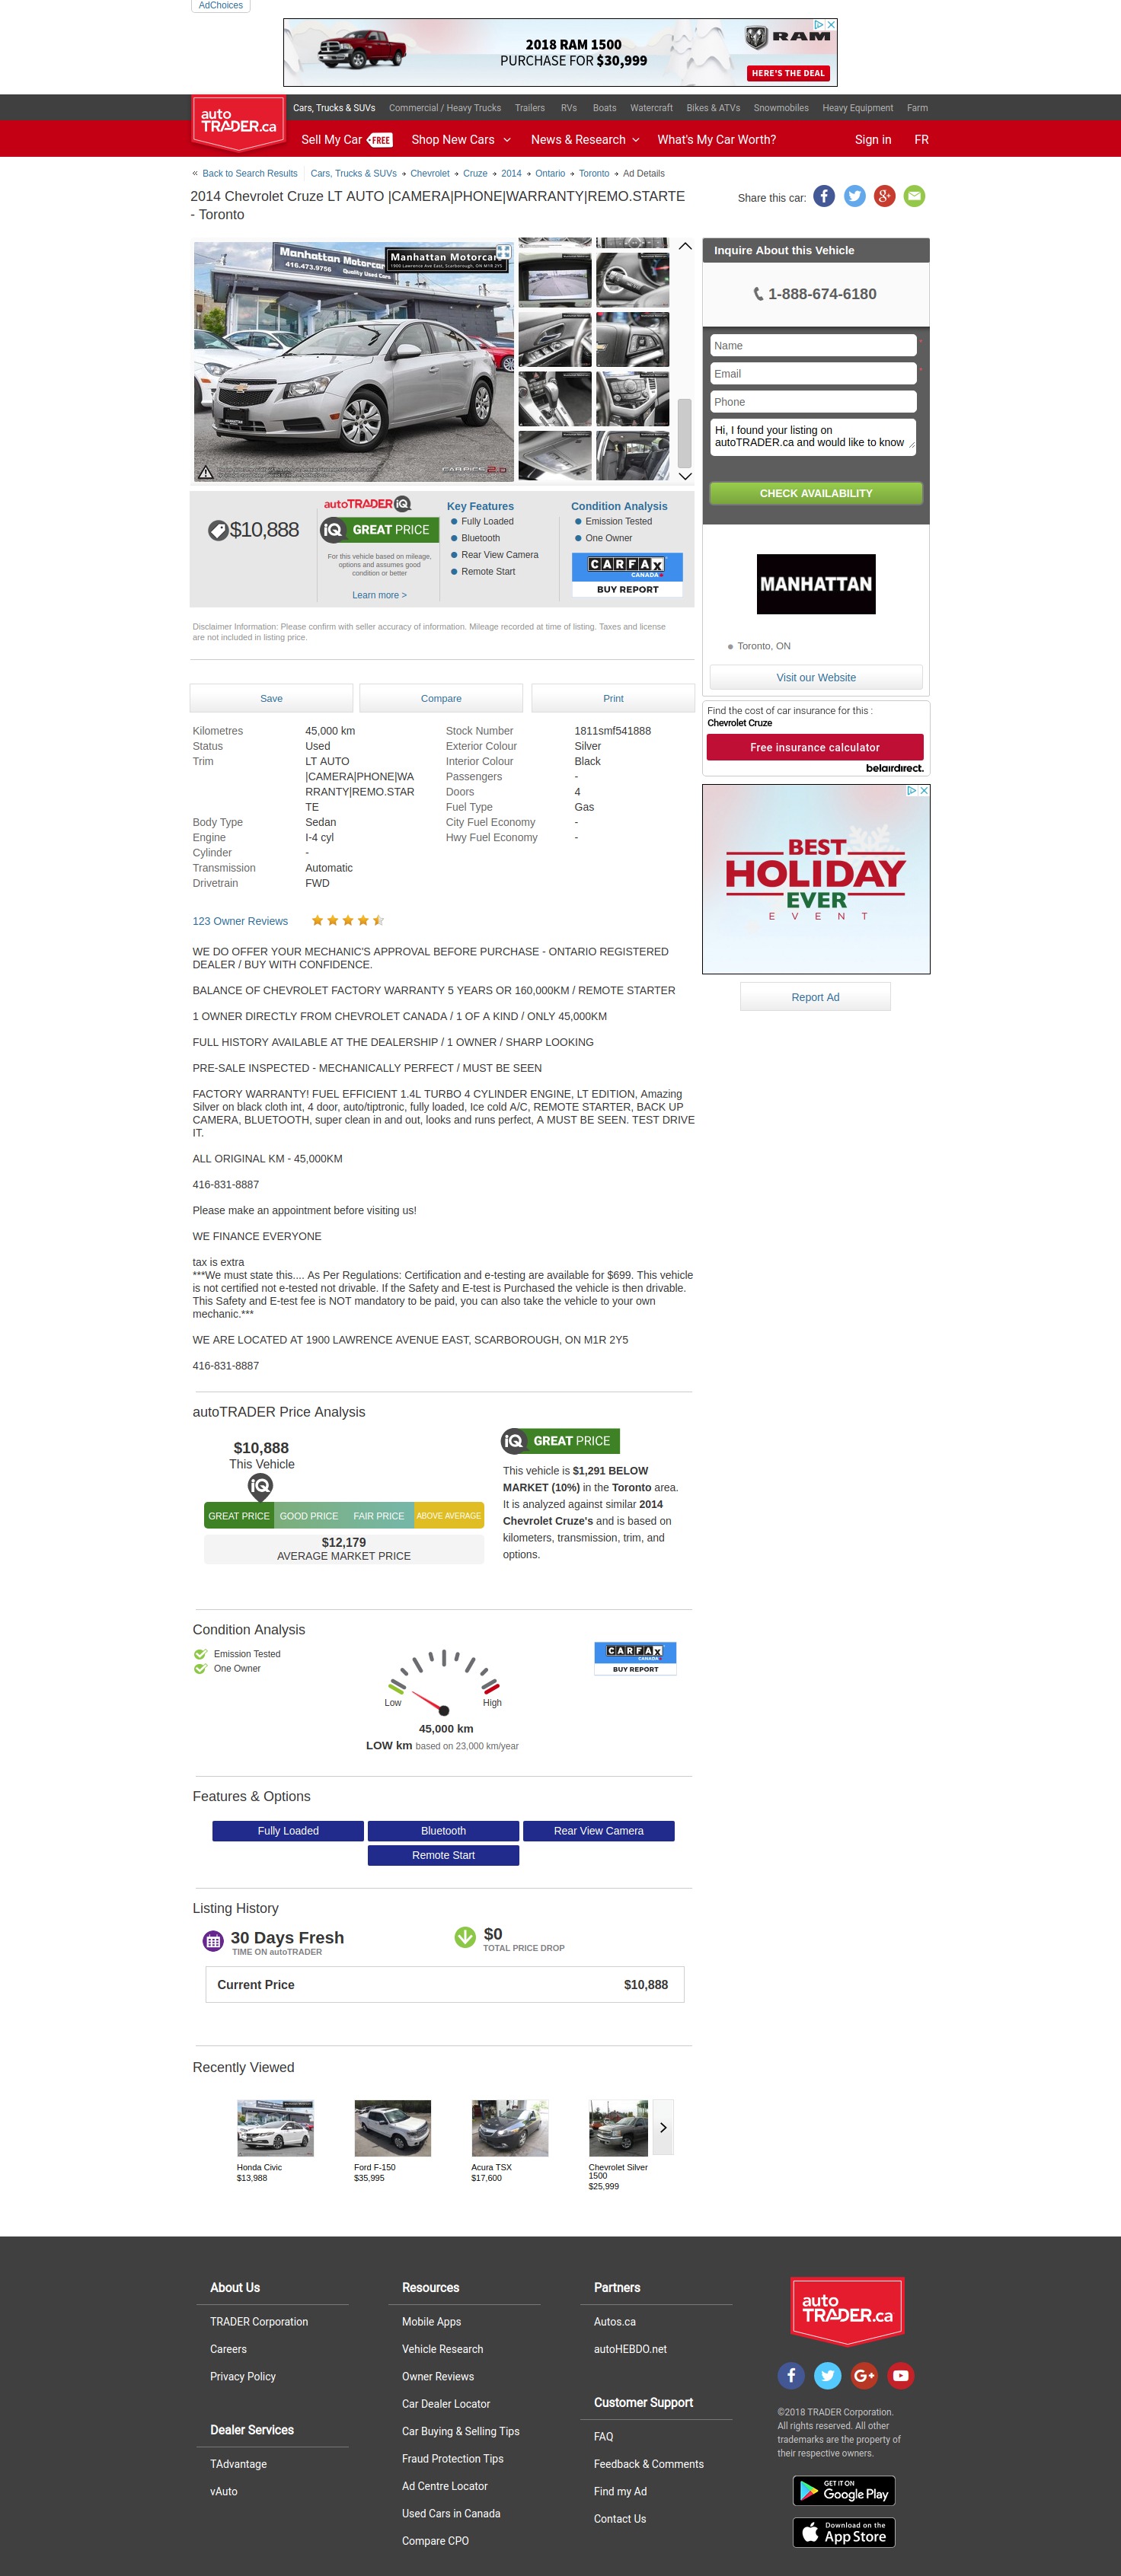 AdChoices
2018 RAM 1500
PURCHASE FOR $30,999
RAM
HERE'S THE DEAL
auto
TRADER.ca
Cars, Trucks & SUVs Commercial / Heavy Trucks Trailers RVs Boats Watercraft Bikes & ATVs Snowmobiles Heavy Equipment Farm
Sell My Car FREE Shop New Cars News & Research What's My Car Worth? Sign in FR
« Back to Search Results Cars, Trucks & SUVs Chevrolet Cruze 2014 Ontario Toronto Ad Details
2014 Chevrolet Cruze LT AUTO |CAMERA|PHONE|WARRANTY|REMO.STARTE
- Toronto
Share this car:
Manhattan Motorcars
416.473.9756
Quality Used Cars
Manhattan Motorcars
1900 Lawrence Ave East, Scarborough, ON M1R 2Y5
CARPICS 2.0
Inquire About this Vehicle
1-888-674-6180
Name *
Email *
Phone
Hi, I found your listing on
autoTRADER.ca and would like to know
CHECK AVAILABILITY
MANHATTAN
Toronto, ON
Visit our Website
$10,888
autoTRADER iQ
iQ GREAT PRICE
For this vehicle based on mileage,
options and assumes good
condition or better
Learn more >
Key Features
Fully Loaded
Bluetooth
Rear View Camera
Remote Start
Condition Analysis
Emission Tested
One Owner
CARFAX
CANADA
BUY REPORT
Disclaimer Information: Please confirm with seller accuracy of information. Mileage recorded at time of listing. Taxes and license
are not included in listing price.
Save Compare Print
Find the cost of car insurance for this :
Chevrolet Cruze
Free insurance calculator
belairdirect.
BEST
HOLIDAY
EVER
EVENT
Report Ad
Kilometres 45,000 km Stock Number 1811smf541888
Status Used Exterior Colour Silver
Trim LT AUTO Interior Colour Black
|CAMERA|PHONE|WA Passengers -
RRANTY|REMO.STAR Doors 4
TE Fuel Type Gas
Body Type Sedan City Fuel Economy -
Engine I-4 cyl Hwy Fuel Economy -
Cylinder -
Transmission Automatic
Drivetrain FWD
123 Owner Reviews
WE DO OFFER YOUR MECHANIC'S APPROVAL BEFORE PURCHASE - ONTARIO REGISTERED
DEALER / BUY WITH CONFIDENCE.
BALANCE OF CHEVROLET FACTORY WARRANTY 5 YEARS OR 160,000KM / REMOTE STARTER
1 OWNER DIRECTLY FROM CHEVROLET CANADA / 1 OF A KIND / ONLY 45,000KM
FULL HISTORY AVAILABLE AT THE DEALERSHIP / 1 OWNER / SHARP LOOKING
PRE-SALE INSPECTED - MECHANICALLY PERFECT / MUST BE SEEN
FACTORY WARRANTY! FUEL EFFICIENT 1.4L TURBO 4 CYLINDER ENGINE, LT EDITION, Amazing
Silver on black cloth int, 4 door, auto/tiptronic, fully loaded, Ice cold A/C, REMOTE STARTER, BACK UP
CAMERA, BLUETOOTH, super clean in and out, looks and runs perfect, A MUST BE SEEN. TEST DRIVE
IT.
ALL ORIGINAL KM - 45,000KM
416-831-8887
Please make an appointment before visiting us!
WE FINANCE EVERYONE
tax is extra
***We must state this.... As Per Regulations: Certification and e-testing are available for $699. This vehicle
is not certified not e-tested not drivable. If the Safety and E-test is Purchased the vehicle is then drivable.
This Safety and E-test fee is NOT mandatory to be paid, you can also take the vehicle to your own
mechanic.***
WE ARE LOCATED AT 1900 LAWRENCE AVENUE EAST, SCARBOROUGH, ON M1R 2Y5
416-831-8887
autoTRADER Price Analysis
$10,888
This Vehicle
iQ
GREAT PRICE GOOD PRICE FAIR PRICE ABOVE AVERAGE
$12,179
AVERAGE MARKET PRICE
iQ GREAT PRICE
This vehicle is $1,291 BELOW
MARKET (10%) in the Toronto area.
It is analyzed against similar 2014
Chevrolet Cruze's and is based on
kilometers, transmission, trim, and
options.
Condition Analysis
Emission Tested
One Owner
Low High
45,000 km
LOW km based on 23,000 km/year
CARFAX
CANADA
BUY REPORT
Features & Options
Fully Loaded Bluetooth Rear View Camera
Remote Start
Listing History
30 Days Fresh
TIME ON autoTRADER
$0
TOTAL PRICE DROP
Current Price $10,888
Recently Viewed
Honda Civic
$13,988
Ford F-150
$35,995
Acura TSX
$17,600
Chevrolet Silver
1500
$25,999
About Us
TRADER Corporation
Careers
Privacy Policy
Dealer Services
TAdvantage
vAuto
Resources
Mobile Apps
Vehicle Research
Owner Reviews
Car Dealer Locator
Car Buying & Selling Tips
Fraud Protection Tips
Ad Centre Locator
Used Cars in Canada
Compare CPO
Partners
Autos.ca
autoHEBDO.net
Customer Support
FAQ
Feedback & Comments
Find my Ad
Contact Us
auto
TRADER.ca
©2018 TRADER Corporation.
All rights reserved. All other
trademarks are the property of
their respective owners.
GET IT ON
Google Play
Download on the
App Store